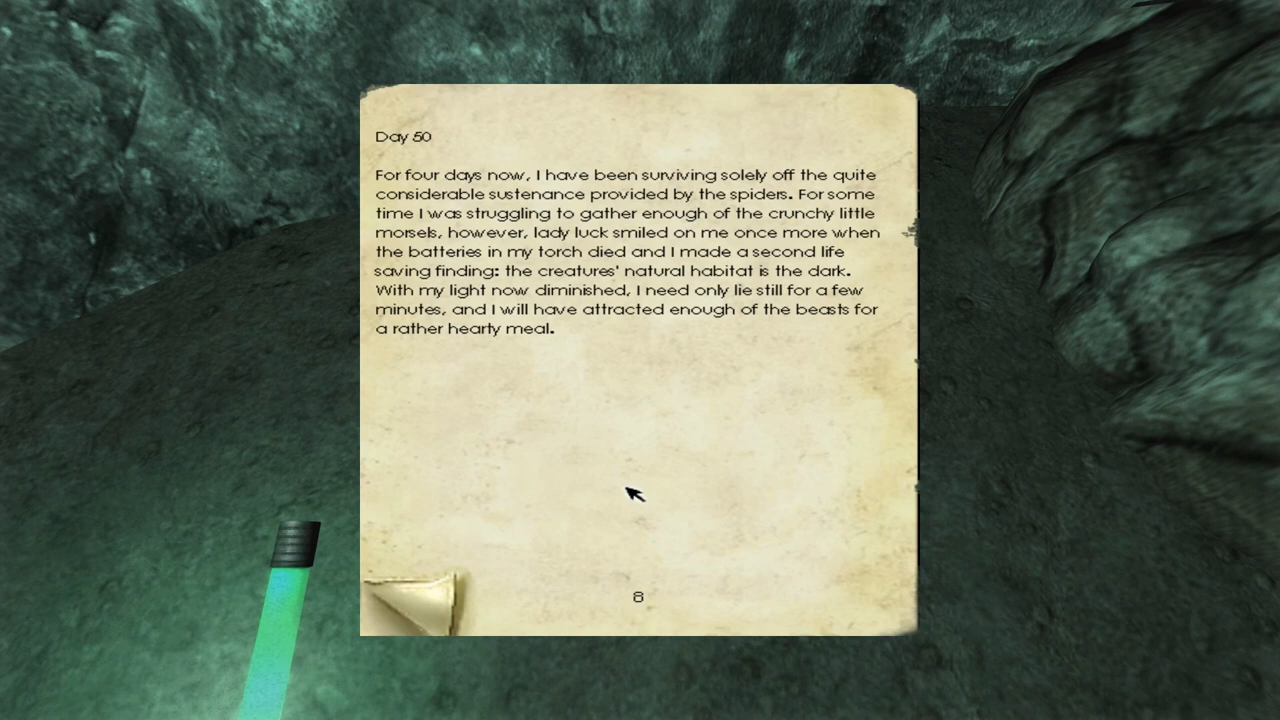 Day 50
For four days now, I have been surviving solely off the quite
considerable sustenance provided by the spiders. For some
time I was struggling to gather enough of the crunchy little
morsels, however, lady luck smiled on me once more when
the batteries in my torch died and I made a second life
saving finding: the creatures' natural habitat is the dark.
With my light now diminished, I need only lie still for a few
minutes, and I will have attracted enough of the beasts for
a rather hearty meal.
8